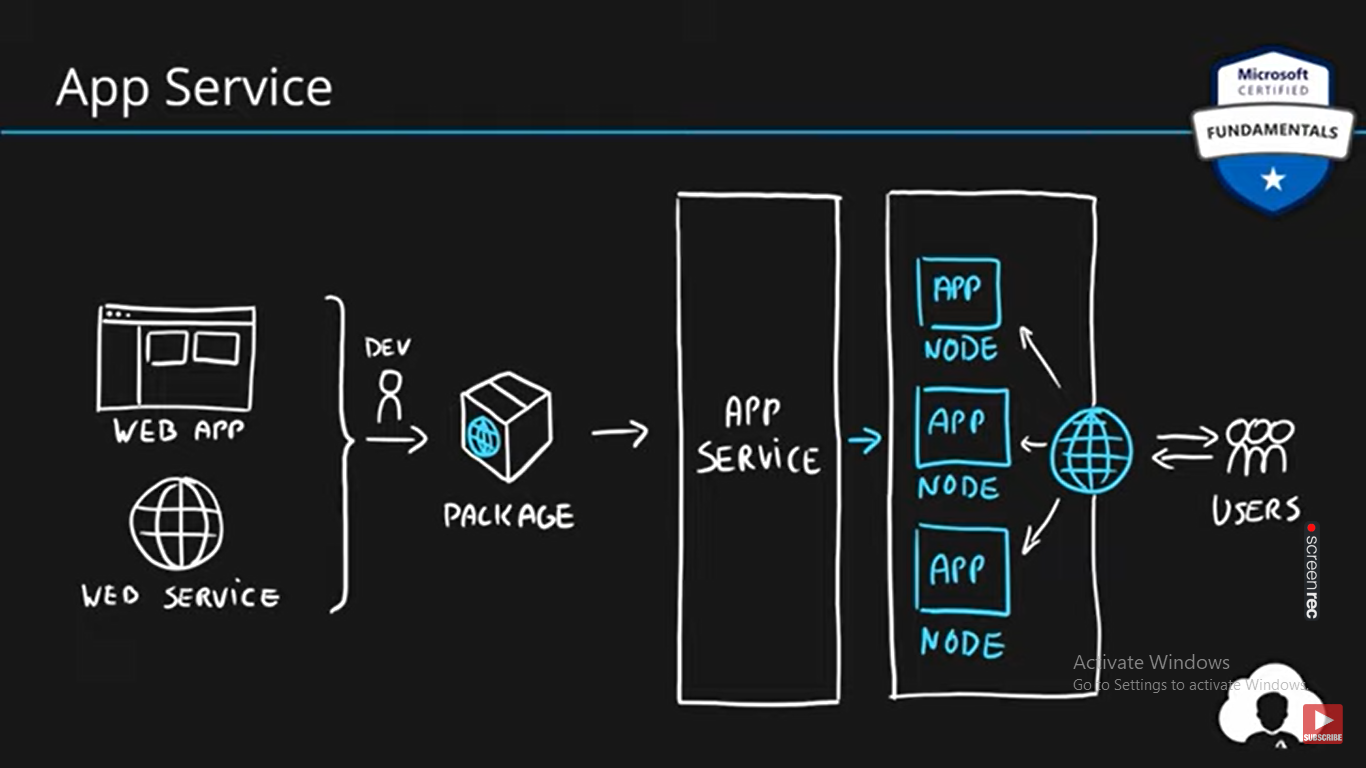 App Service
Microsoft
CERTIFIED
FUNDAMENTALS
WEB APP
WEB SERVICE
DEV
PACKAGE
APP
SERVICE
APP
NODE
APP
NODE
APP
NODE
USERS
screenrec
Activate Windows
Go to Settings to activate Windows.
SUBSCRIBE